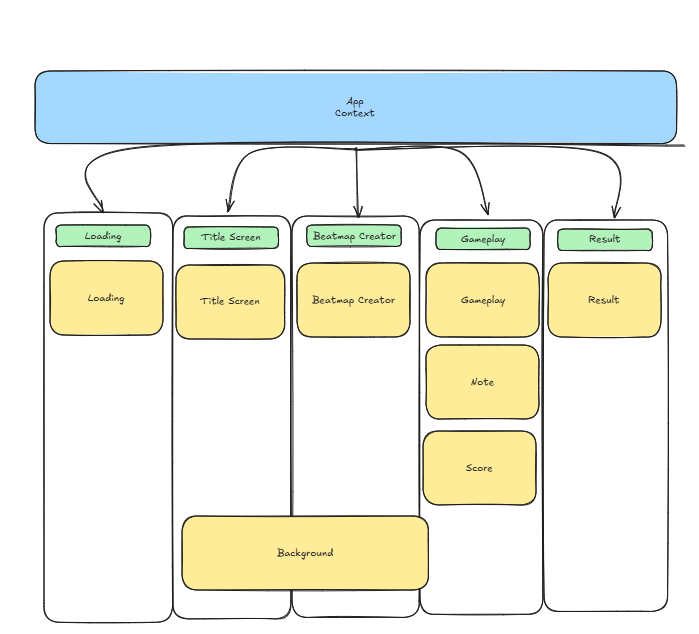 App
Context
Loading
Title Screen
Beatmap Creator
Gameplay
Result
Loading
Title Screen
Beatmap Creator
Gameplay
Result
Note
Score
Background